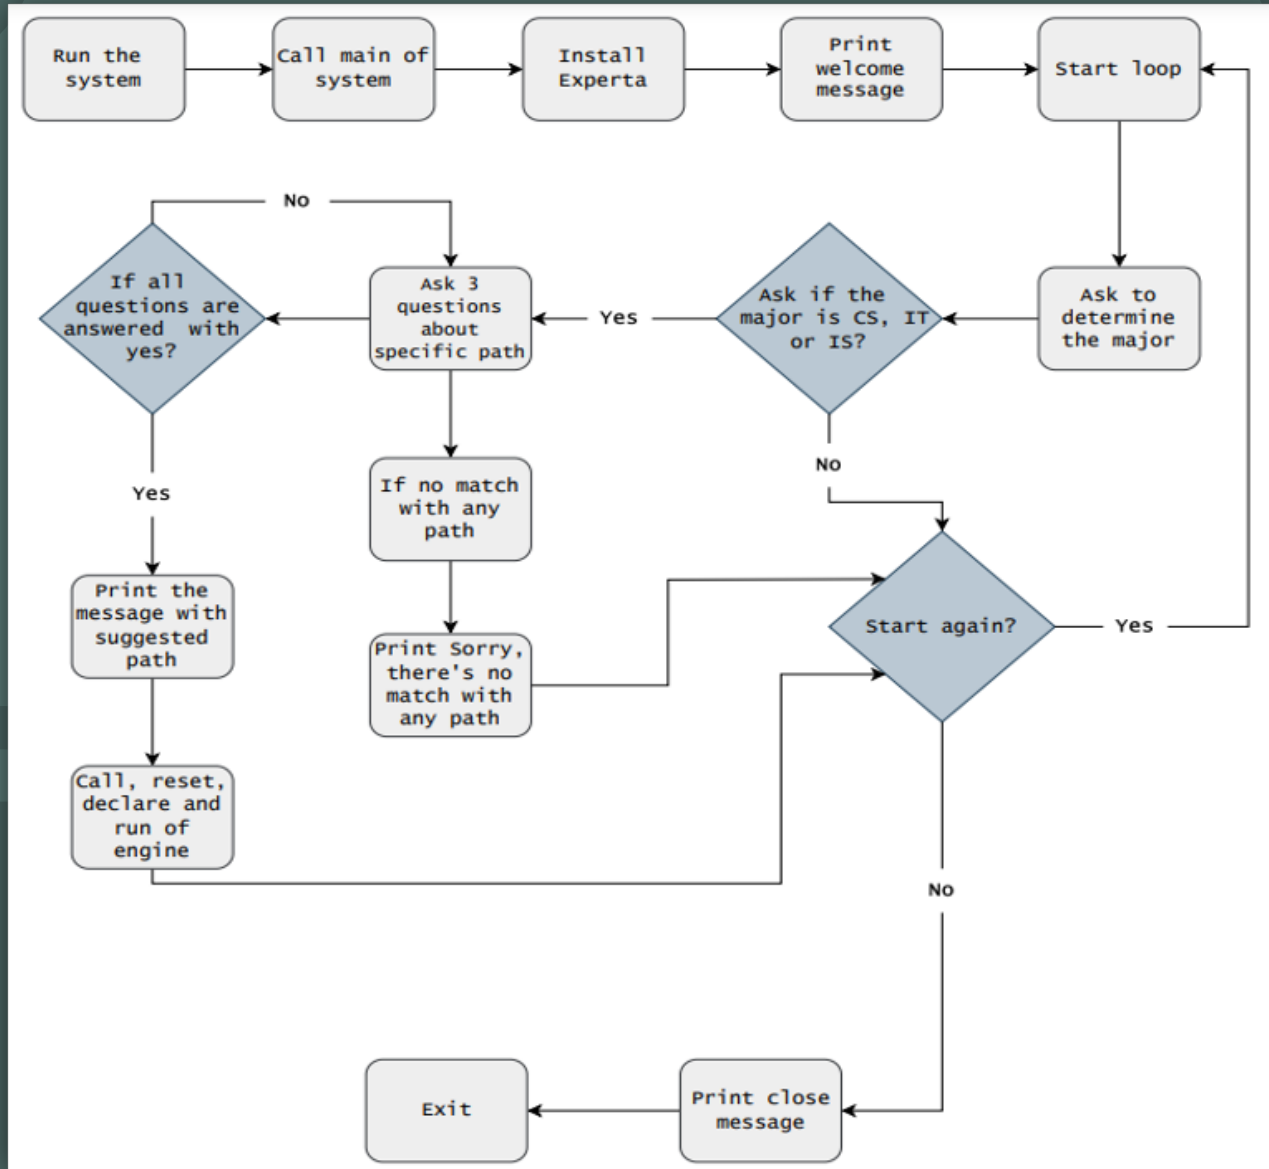 Run the
system
Call main of
system
Install
Experta
Print
welcome
message
Start loop
No
If all
questions are
answered with
yes?
Ask 3
questions
about
specific path
Yes
Ask if the
major is CS, IT
or IS?
Ask to
determine
the major
No
Yes
If no match
with any
path
Print the
message with
suggested
path
Print Sorry,
there's no
match with
any path
Start again?
Yes
Call, reset,
declare and
run of
engine
No
Exit
Print close
message